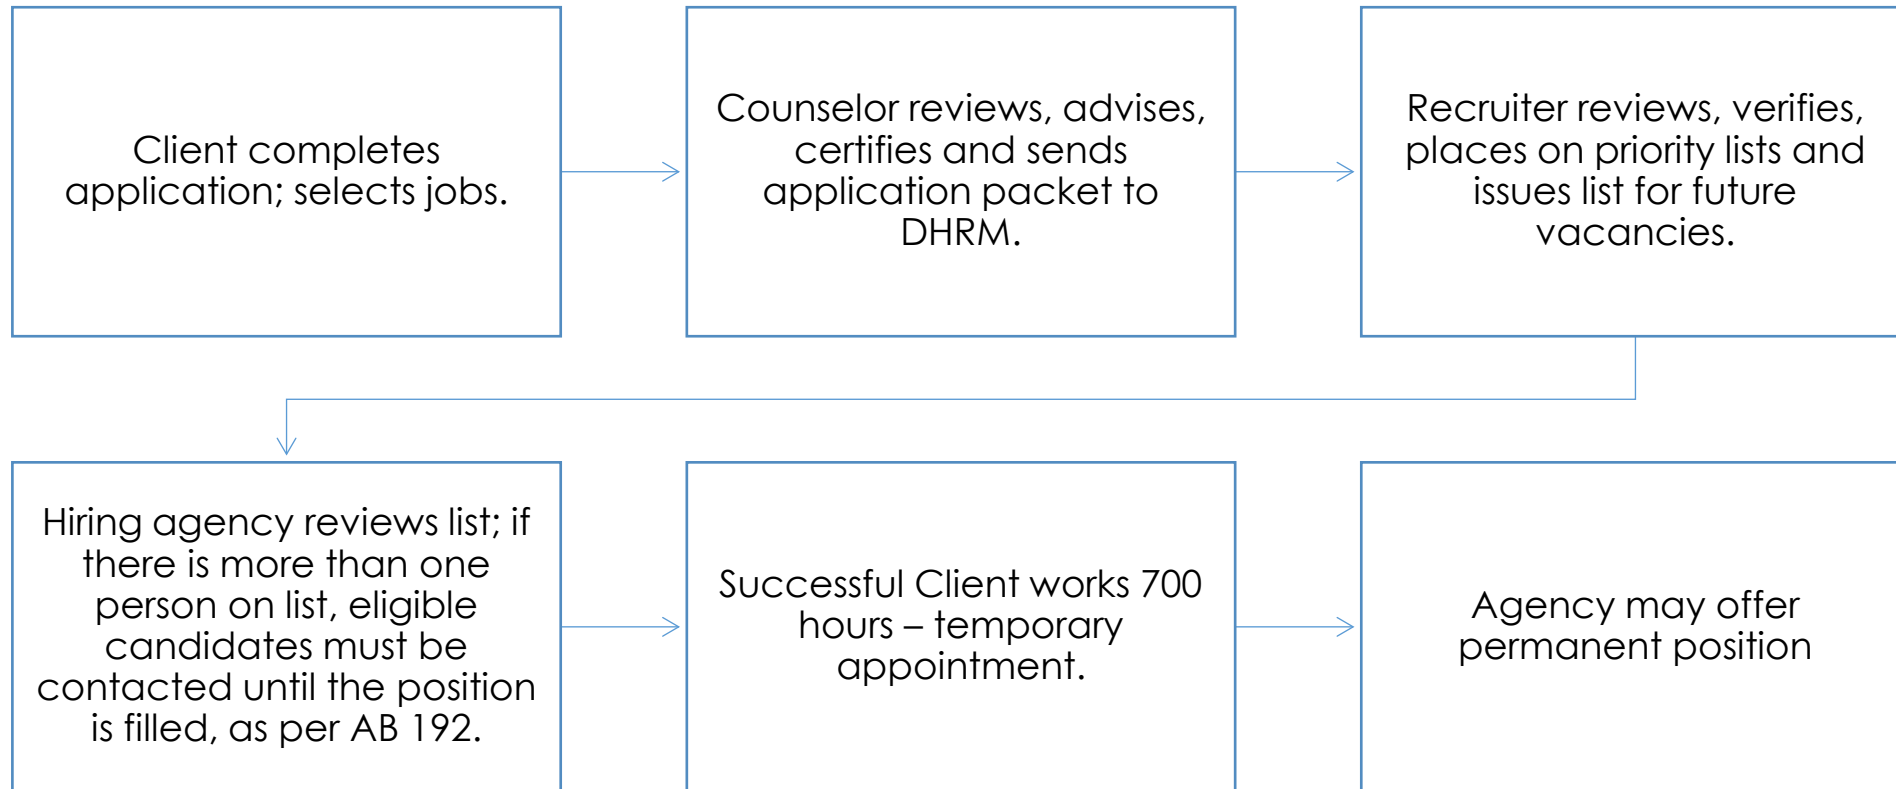 Client completes
application; selects jobs.
Counselor reviews, advises,
certifies and sends
application packet to
DHRM.
Recruiter reviews, verifies,
places on priority lists and
issues list for future
vacancies.
Hiring agency reviews list; if
there is more than one
person on list, eligible
candidates must be
contacted until the position
is filled, as per AB 192.
Successful Client works 700
hours – temporary
appointment.
Agency may offer
permanent position